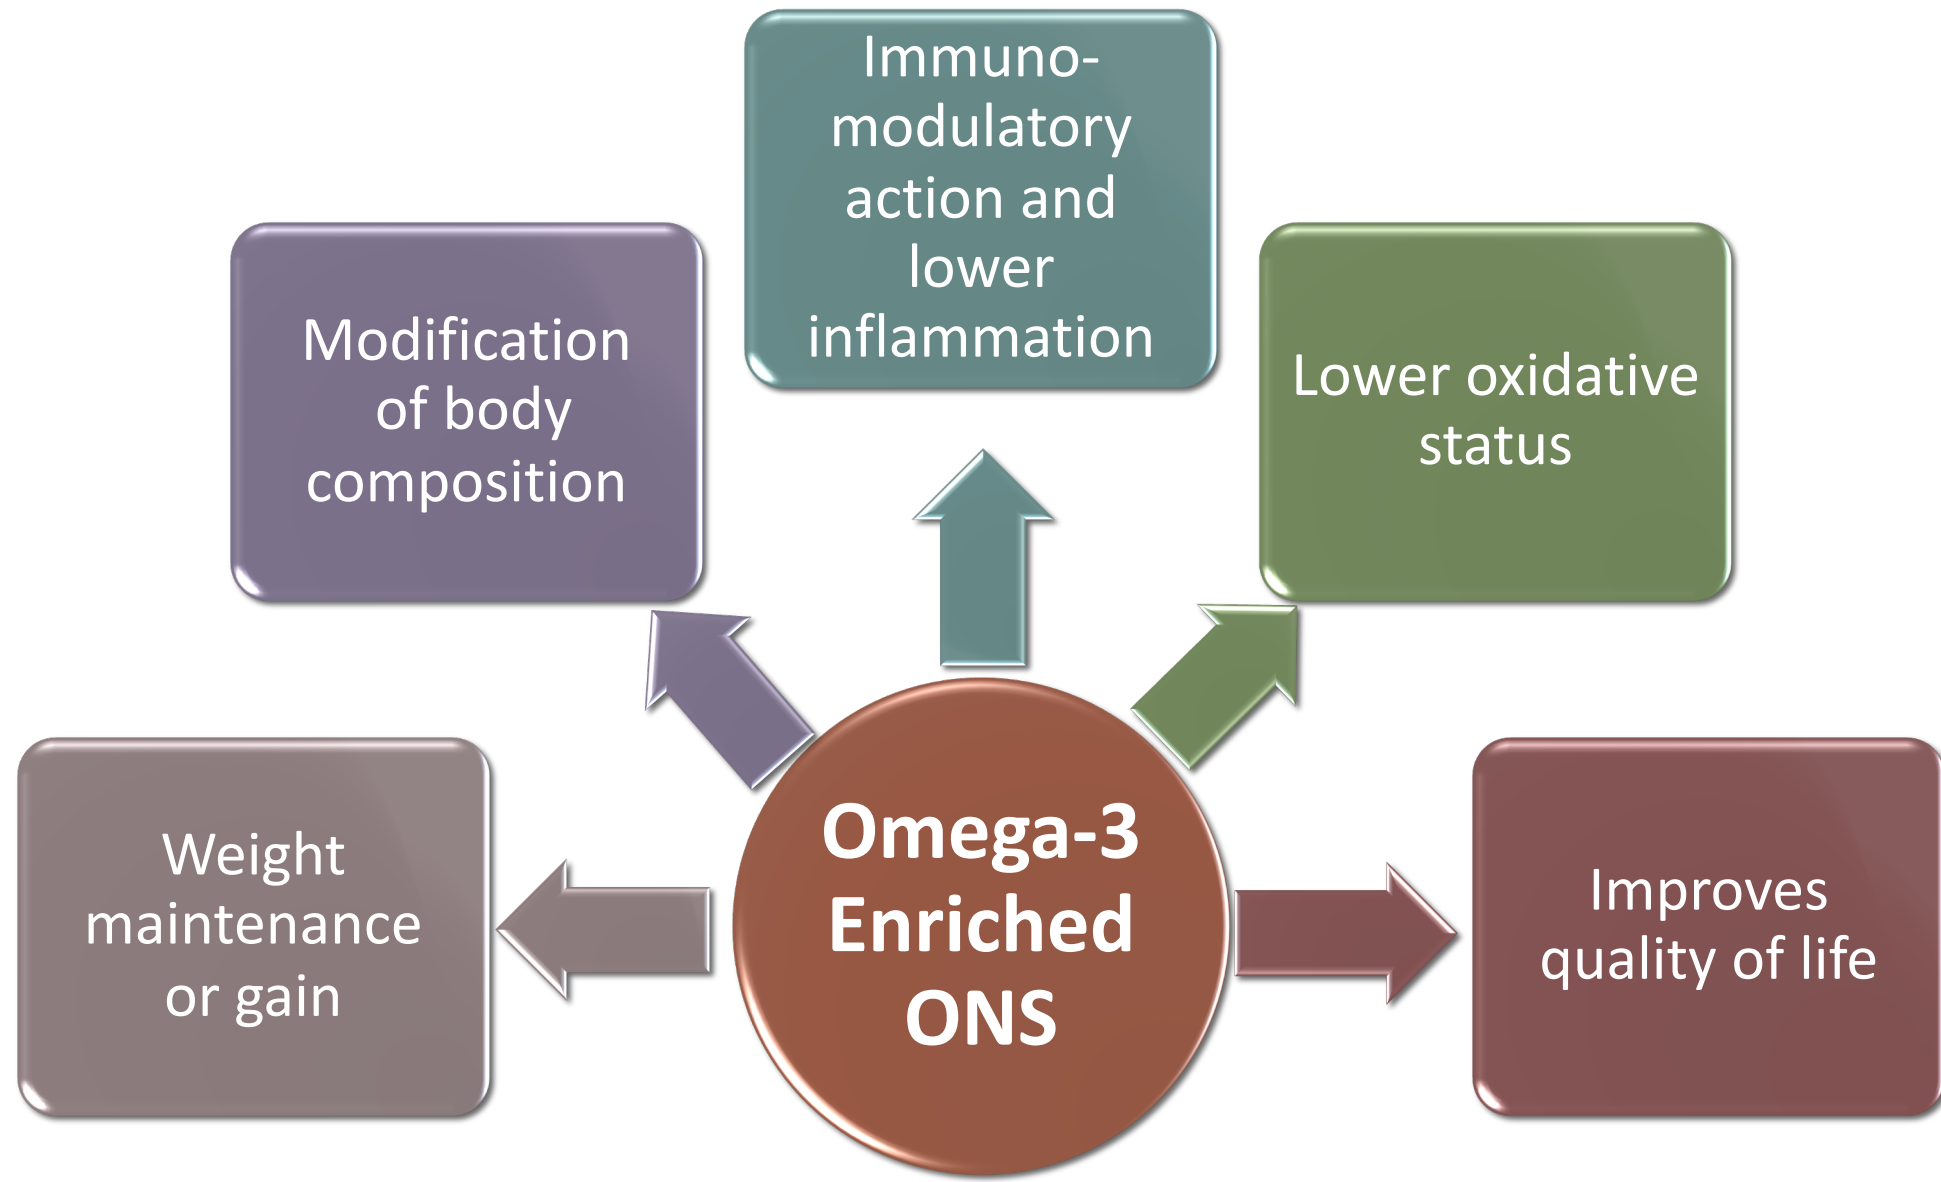 Immuno-
modulatory
action and
lower
inflammation
Modification
of body
composition
Lower oxidative
status
Weight
maintenance
or gain
Omega-3
Enriched
ONS
Improves
quality of life